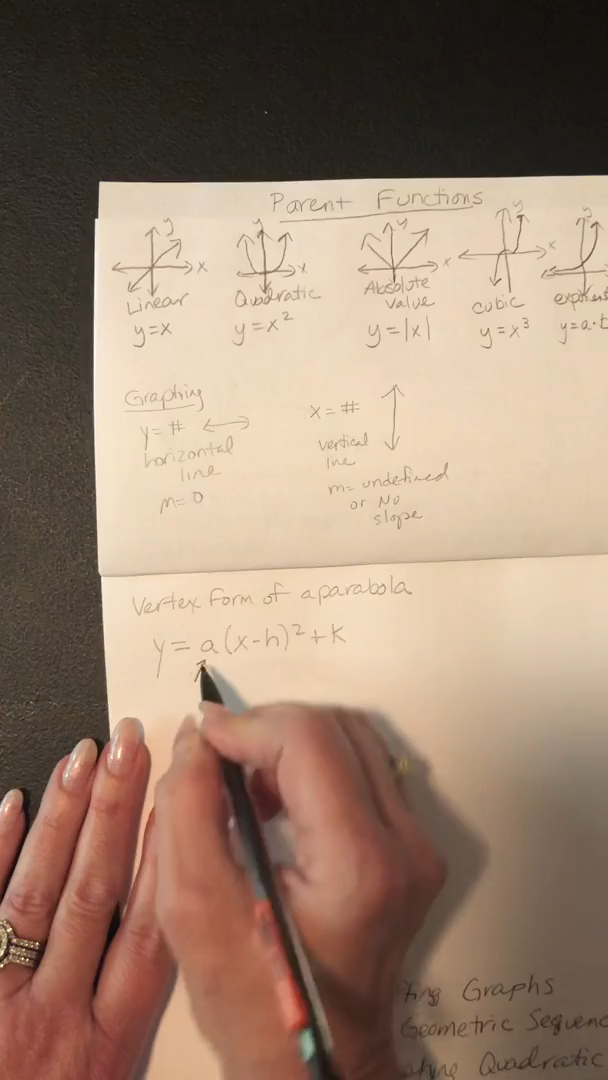 Parent Functions
y x
Linear
y=x
y x
Quadratic
y=x²
y x
Absolute
value
y=|x|
y x
cubic
y=x³
y
y=a·
Graphing
y=#
horizontal
line
m=0
x=#
vertical
line
m=undefined
or No
slope
Vertex Form of a parabola
y=a(x-h)²+k
Graphs
Geometric
Quadratic